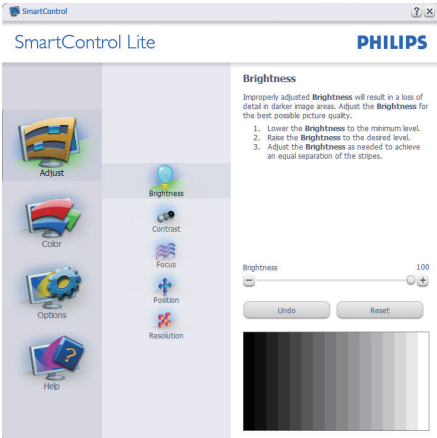 SmartControl
SmartControl Lite
PHILIPS
Adjust
Color
Options
Help
Brightness
Contrast
Focus
Position
Resolution
Brightness
Improperly adjusted Brightness will result in a loss of
detail in darker image areas. Adjust the Brightness for
the best possible picture quality.
1. Lower the Brightness to the minimum level.
2. Raise the Brightness to the desired level.
3. Adjust the Brightness as needed to achieve
an equal separation of the stripes.
Brightness 100
Undo Reset